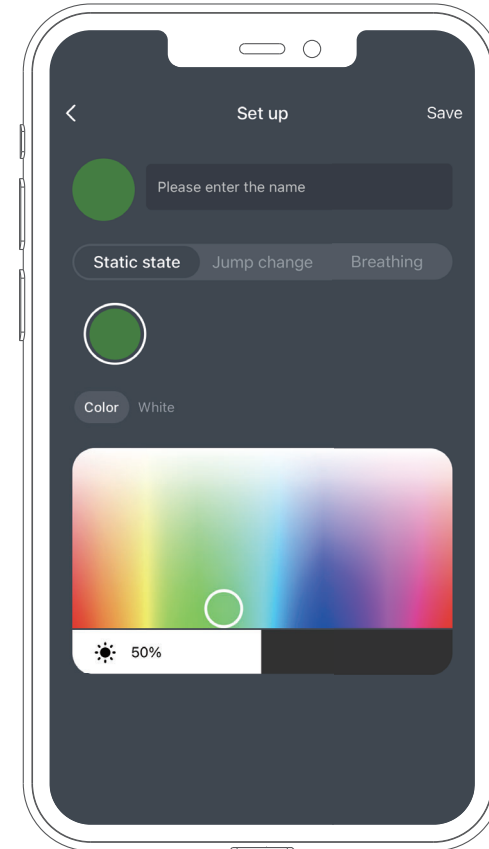 Set up
Save
Please enter the name
Static state
Jump change
Breathing
Color
White
50%